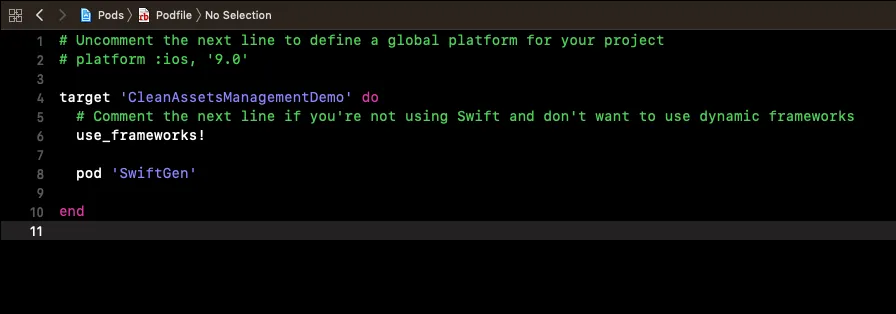 Pods 〉 Podfile 〉 No Selection
1 # Uncomment the next line to define a global platform for your project
2 # platform :ios, '9.0'
3
4 target 'CleanAssetsManagementDemo' do
5   # Comment the next line if you're not using Swift and don't want to use dynamic frameworks
6   use_frameworks!
7
8   pod 'SwiftGen'
9
10 end
11